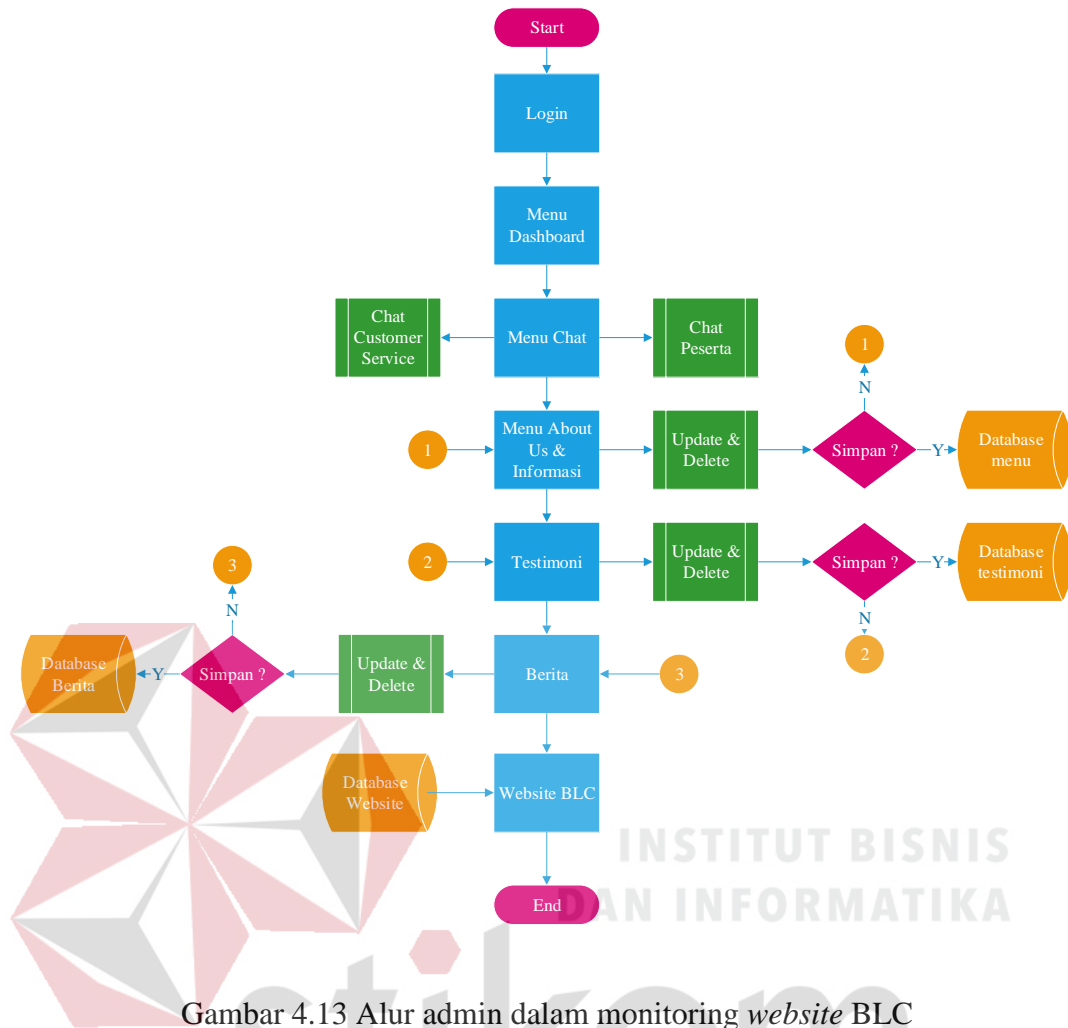 Start
Login
Menu
Dashboard
Chat
Customer
Service
Menu Chat
Chat
Peserta
1
N
1
Menu About
Us &
Informasi
Update &
Delete
Simpan ?
Y
Database
menu
2
Testimoni
Update &
Delete
Simpan ?
Y
Database
testimoni
N
2
3
N
Database
Berita
Y
Simpan ?
Update &
Delete
Berita
3
Database
Website
Website BLC
INSTITUT BISNIS
DAN INFORMATIKA
End
stikom
Gambar 4.13 Alur admin dalam monitoring website BLC